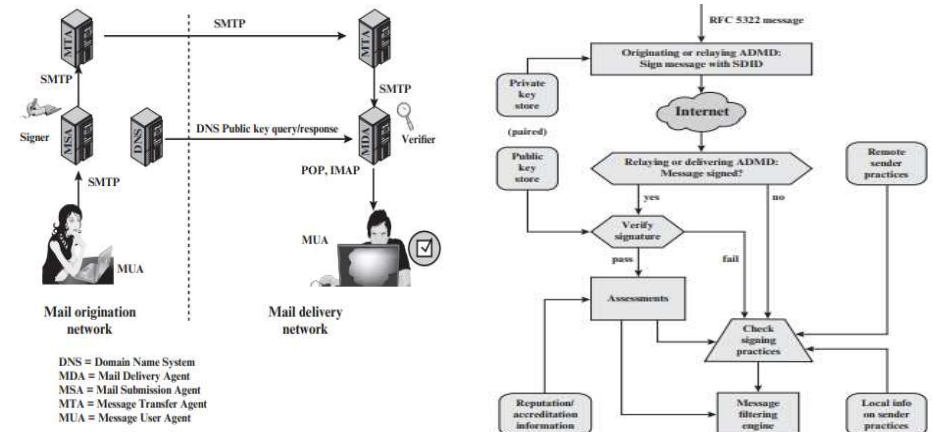 SMTP
MTA
MTA
SMTP
SMTP
Signer
MSA
DNS
DNS Public key query/response
MDA
Verifier
POP, IMAP
SMTP
MUA
MUA
Mail origination
network
Mail delivery
network
DNS = Domain Name System
MDA = Mail Delivery Agent
MSA = Mail Submission Agent
MTA = Message Transfer Agent
MUA = Message User Agent
RFC 5322 message
Originating or relaying ADMD:
Sign message with SDID
Private
key
store
Internet
(paired)
Public
key
store
Relaying or delivering ADMD:
Message signed?
Remote
sender
practices
yes
no
Verify
signature
pass
fail
Assessments
Check
signing
practices
Reputation/
accreditation
information
Message
filtering
engine
Local info
on sender
practices